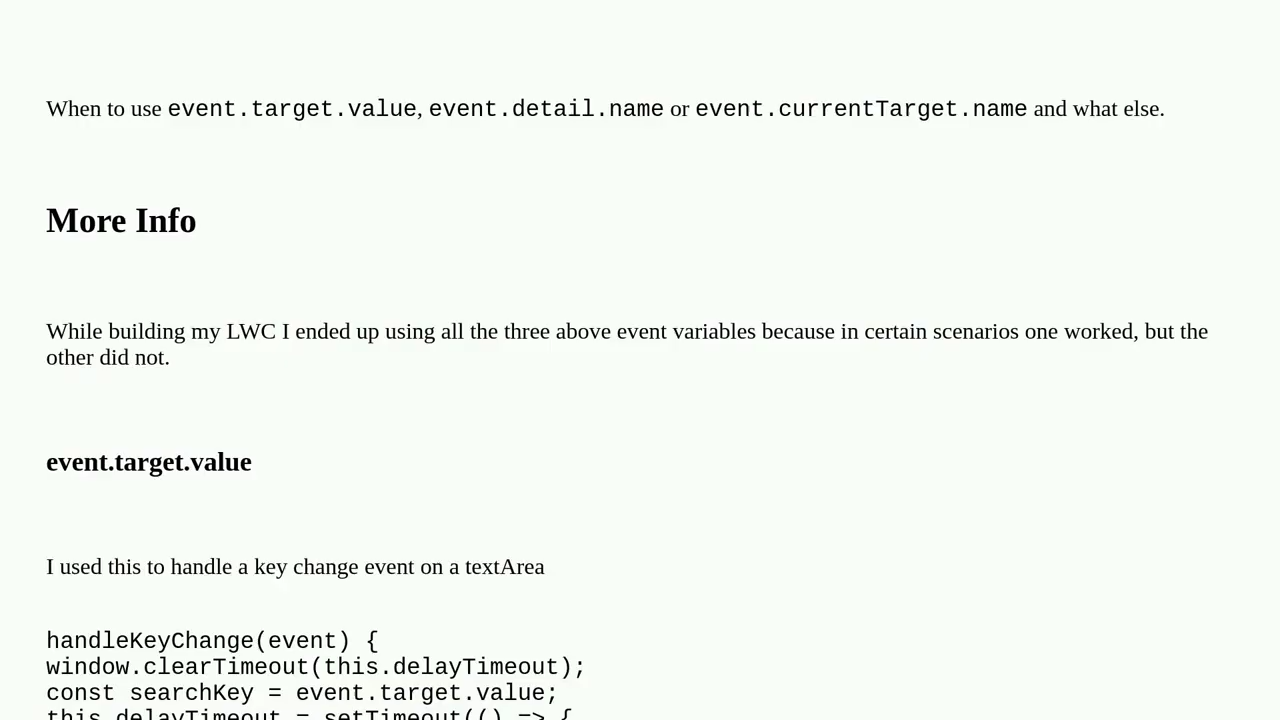 When to use event.target.value, event.detail.name or event.currentTarget.name and what else.
More Info
While building my LWC I ended up using all the three above event variables because in certain scenarios one worked, but the
other did not.
event.target.value
I used this to handle a key change event on a textArea
handleKeyChange(event) {
window.clearTimeout(this.delayTimeout);
const searchKey = event.target.value;
this.delayTimeout = setTimeout(() => {